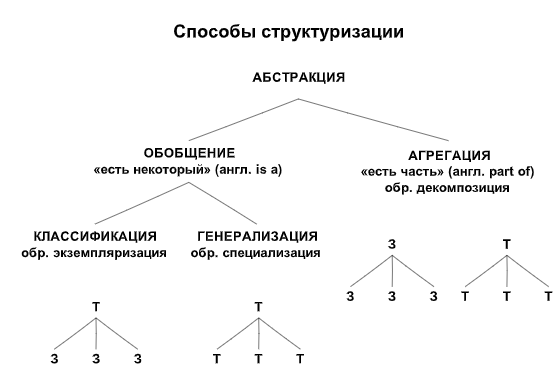 Способы структуризации
АБСТРАКЦИЯ
ОБОБЩЕНИЕ
«есть некоторый» (англ. is a)
АГРЕГАЦИЯ
«есть часть» (англ. part of)
обр. декомпозиция
КЛАССИФИКАЦИЯ
обр. экземпляризация
ГЕНЕРАЛИЗАЦИЯ
обр. специализация
З
З З З
Т
Т Т Т
Т
З З З
Т
Т Т Т